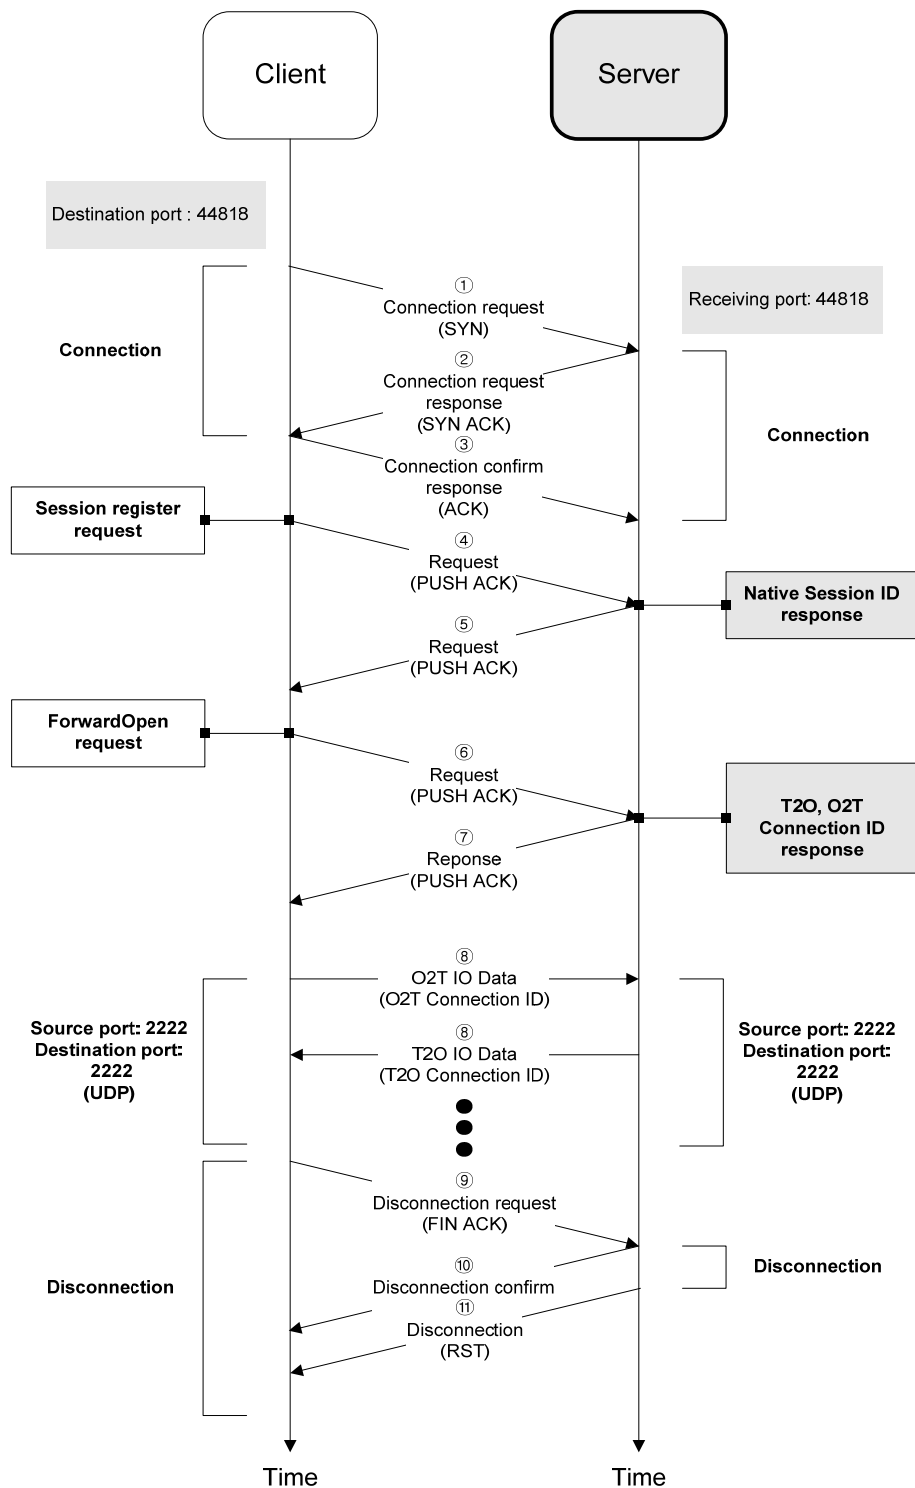 Client
Server
Destination port : 44818
Receiving port: 44818
①
Connection request
(SYN)
Connection
②
Connection request
response
(SYN ACK)
Connection
③
Connection confirm
response
(ACK)
Session register
request
④
Request
(PUSH ACK)
Native Session ID
response
⑤
Request
(PUSH ACK)
ForwardOpen
request
⑥
Request
(PUSH ACK)
T2O, O2T
Connection ID
response
⑦
Reponse
(PUSH ACK)
⑧
O2T IO Data
(O2T Connection ID)
Source port: 2222
Destination port:
2222
(UDP)
⑧
T2O IO Data
(T2O Connection ID)
Source port: 2222
Destination port:
2222
(UDP)
⑨
Disconnection request
(FIN ACK)
Disconnection
⑩
Disconnection confirm
Disconnection
⑪
Disconnection
(RST)
Time
Time